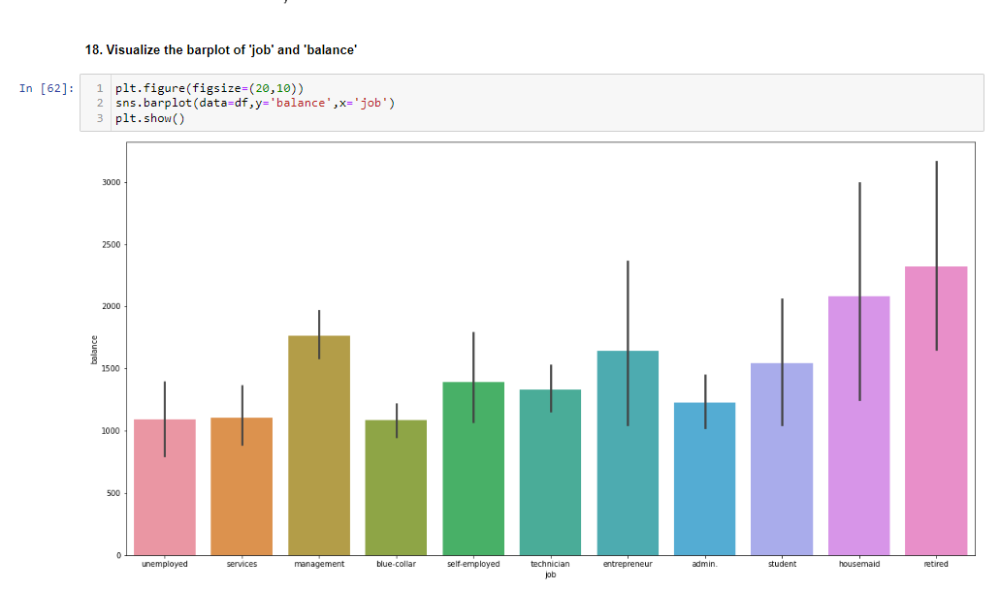 18. Visualize the barplot of 'job' and 'balance'
In [62]:
1 plt.figure(figsize=(20,10))
2 sns.barplot(data=df,y='balance',x='job')
3 plt.show()
3000
2500
2000
1500
1000
500
0
balance
unemployed services management blue-collar self-employed technician entrepreneur admin. student housemaid retired
job